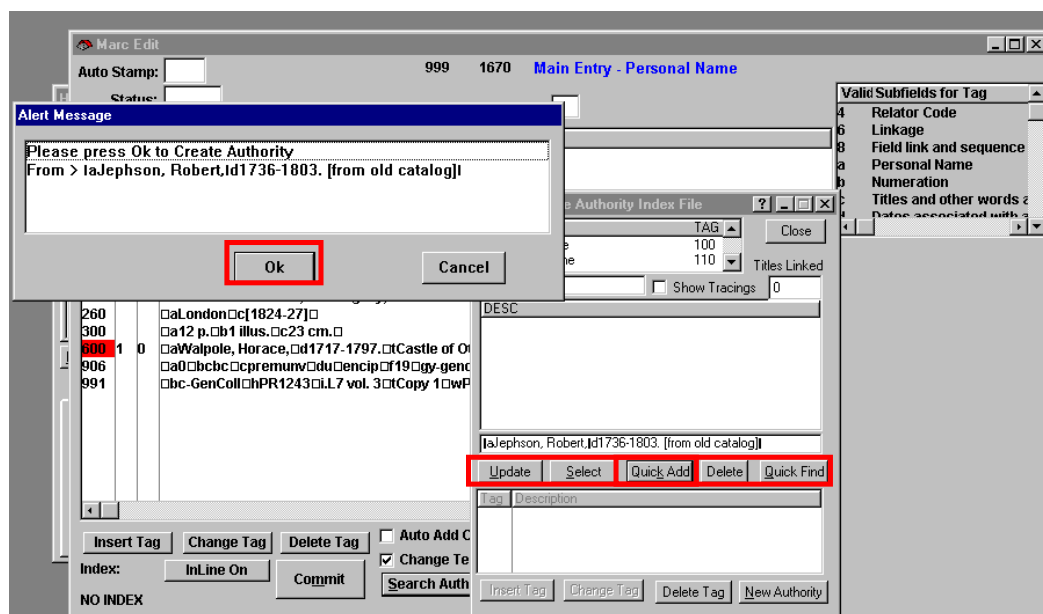 Marc Edit
Auto Stamp:
999 1670 Main Entry - Personal Name
Status:
Valid Subfields for Tag
4 Relator Code
6 Linkage
8 Field link and sequence
a Personal Name
b Numeration
c Titles and other words a
d Dates associated with a
Alert Message
Please press Ok to Create Authority
From > |aJephson, Robert,|d1736-1803. [from old catalog]|
Ok Cancel
e Authority Index File
TAG
100
110
Close
Titles Linked
Show Tracings 0
DESC
260 □aLondon□c[1824-27]□
300 □a12 p.□b1 illus.□c23 cm.□
600 1 0 □aWalpole, Horace,□d1717-1797.□tCastle of Ot
906 □a0□bcbc□cpremunv□du□encip□f19□gy-genc
991 □bc-GenColl□hPR1243□i.L7 vol. 3□tCopy 1□wP
|aJephson, Robert,|d1736-1803. [from old catalog]|
Update Select Quick Add Delete Quick Find
Tag Description
Insert Tag Change Tag Delete Tag
Auto Add C
Change Te
Index: InLine On Commit Search Auth
NO INDEX
Insert Tag Change Tag Delete Tag New Authority